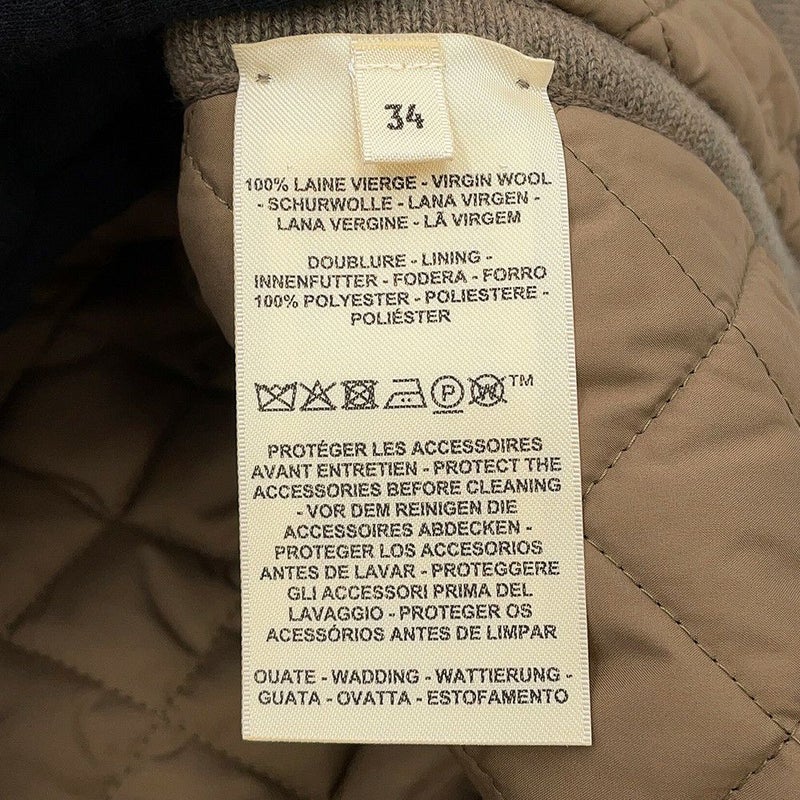 34
100% LAINE VIERGE - VIRGIN WOOL
- SCHURWOLLE - LANA VIRGEN -
LANA VERGINE - LÃ VIRGEM
DOUBLURE - LINING -
INNENFUTTER - FODERA - FORRO
100% POLYESTER - POLIESTERE -
POLIÉSTER
P W™
PROTÉGER LES ACCESSOIRES
AVANT ENTRETIEN - PROTECT THE
ACCESSORIES BEFORE CLEANING
- VOR DEM REINIGEN DIE
ACCESSOIRES ABDECKEN -
PROTEGER LOS ACCESORIOS
ANTES DE LAVAR - PROTEGGERE
GLI ACCESSORI PRIMA DEL
LAVAGGIO - PROTEGER OS
ACESSÓRIOS ANTES DE LIMPAR
OUATE - WADDING - WATTIERUNG -
GUATA - OVATTA - ESTOFAMENTO